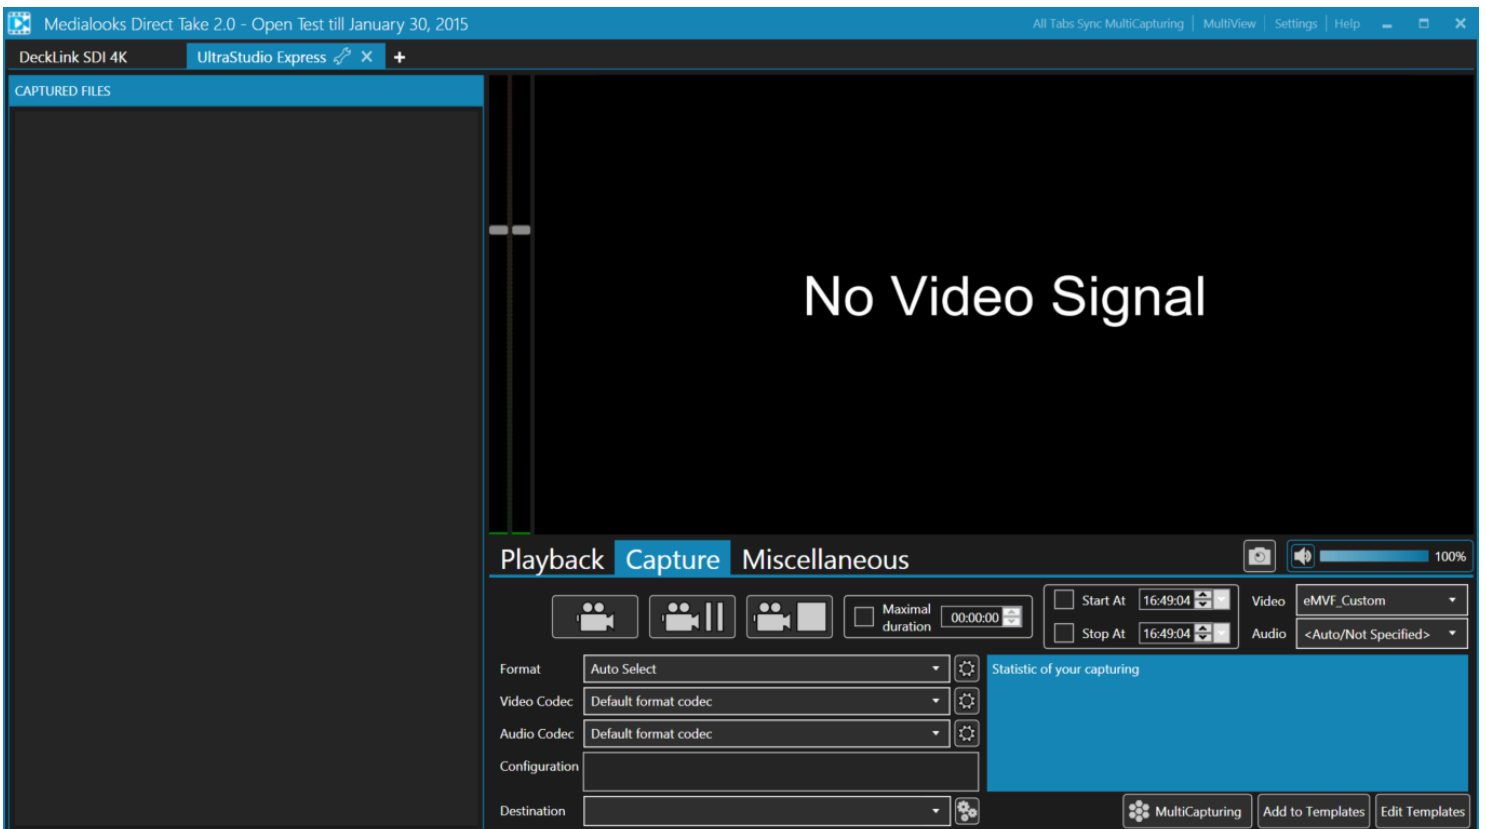 Medialooks Direct Take 2.0 - Open Test till January 30, 2015
All Tabs Sync MultiCapturing | MultiView | Settings | Help
DeckLink SDI 4K
UltraStudio Express
CAPTURED FILES
No Video Signal
Playback Capture Miscellaneous
100%
Maximal
duration
00:00:00
Start At 16:49:04
Stop At 16:49:04
Video eMVF_Custom
Audio <Auto/Not Specified>
Format Auto Select
Video Codec Default format codec
Audio Codec Default format codec
Configuration
Destination
Statistic of your capturing
MultiCapturing Add to Templates Edit Templates